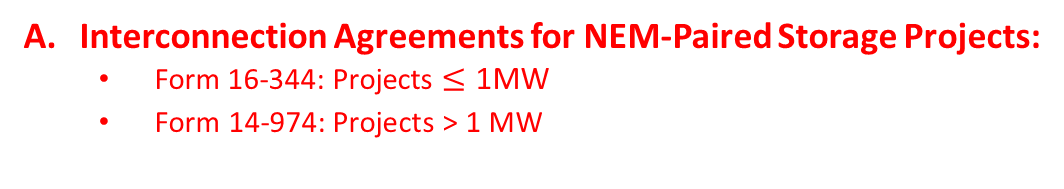 A. Interconnection Agreements for NEM-Paired Storage Projects:
• Form 16-344: Projects ≤ 1MW
• Form 14-974: Projects > 1 MW